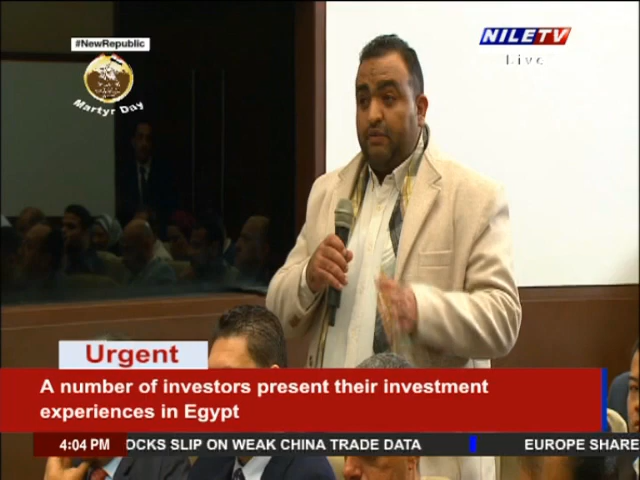 #NewRepublic
Martyr Day
NILETV
Live
Urgent
A number of investors present their investment
experiences in Egypt
4:04 PM
OCKS SLIP ON WEAK CHINA TRADE DATA
EUROPE SHARE